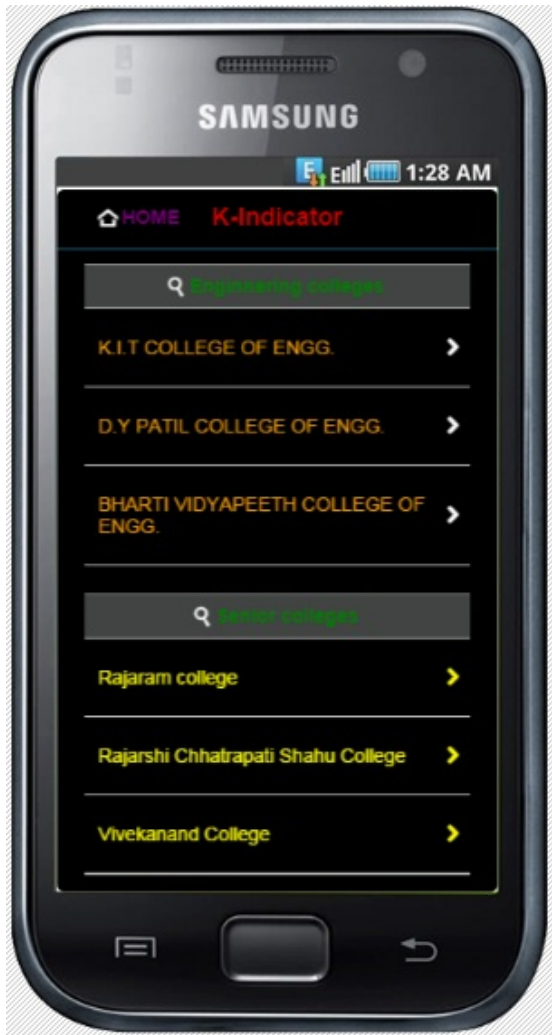 SAMSUNG
E 1:28 AM
HOME K-Indicator
Enginnering colleges
K.I.T COLLEGE OF ENGG.
D.Y PATIL COLLEGE OF ENGG.
BHARTI VIDYAPEETH COLLEGE OF
ENGG.
Senior colleges
Rajaram college
Rajarshi Chhatrapati Shahu College
Vivekanand College